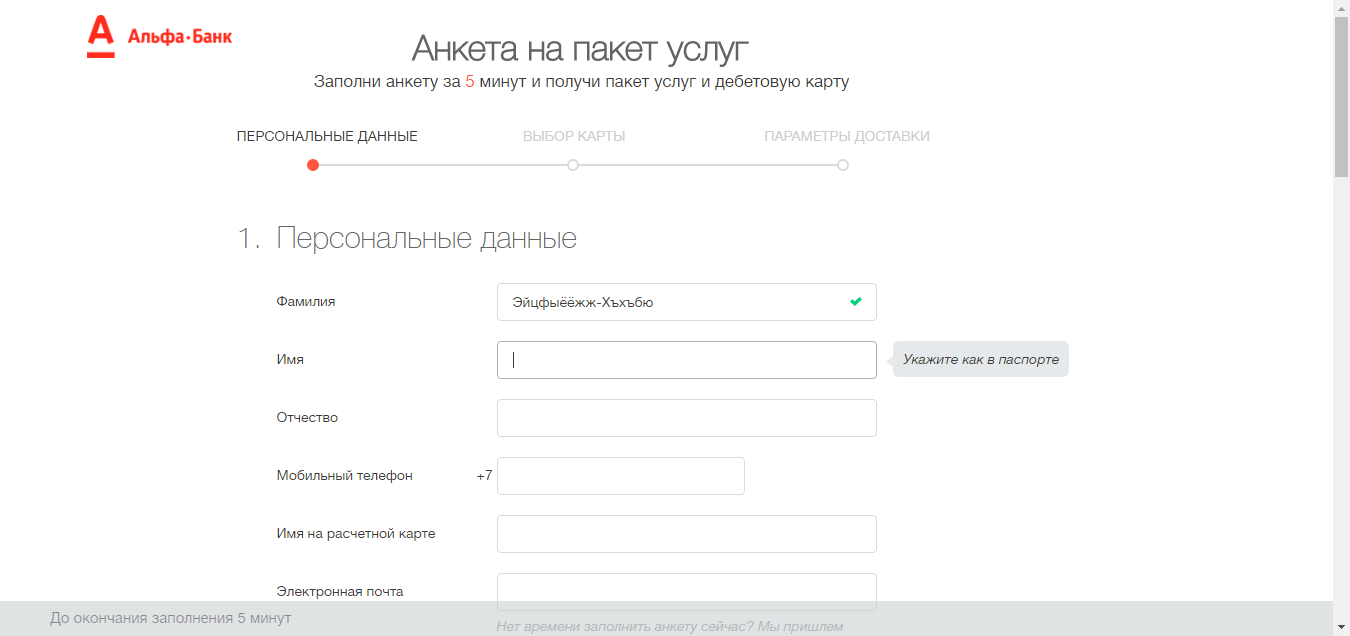 Альфа·Банк
Анкета на пакет услуг
Заполни анкету за 5 минут и получи пакет услуг и дебетовую карту
ПЕРСОНАЛЬНЫЕ ДАННЫЕ ВЫБОР КАРТЫ ПАРАМЕТРЫ ДОСТАВКИ
1. Персональные данные
Фамилия Эйцфыёёжж-Хъхъбю
Имя Укажите как в паспорте
Отчество
Мобильный телефон +7
Имя на расчетной карте
Электронная почта
До окончания заполнения 5 минут
Нет времени заполнить анкету сейчас? Мы пришлем